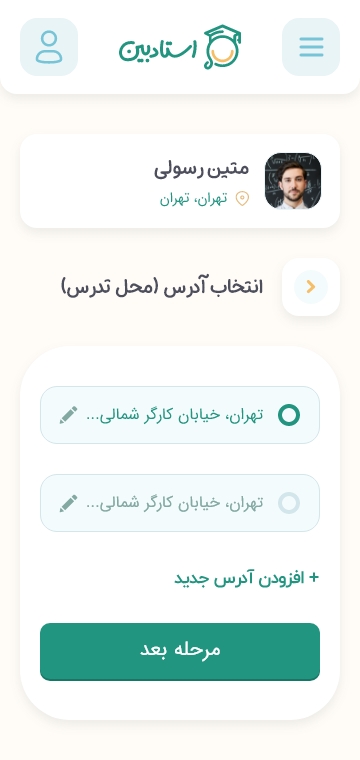 استادبین
متین رسولی
تهران، تهران
انتخاب آدرس (محل تدرس)
تهران، خیابان کارگر شمالی...
تهران، خیابان کارگر شمالی...
+ افزودن آدرس جدید
مرحله بعد